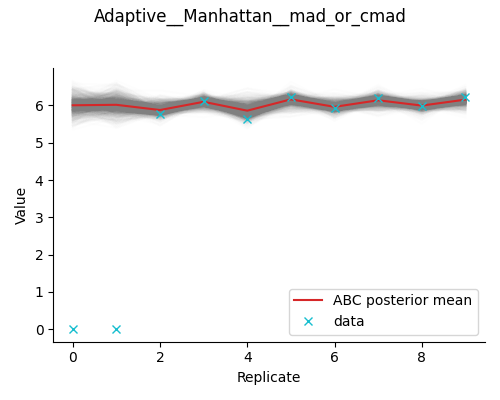 Adaptive__Manhattan__mad_or_cmad
6
5
4
3
2
1
0
Value
0 2 4 6 8
Replicate
ABC posterior mean
data